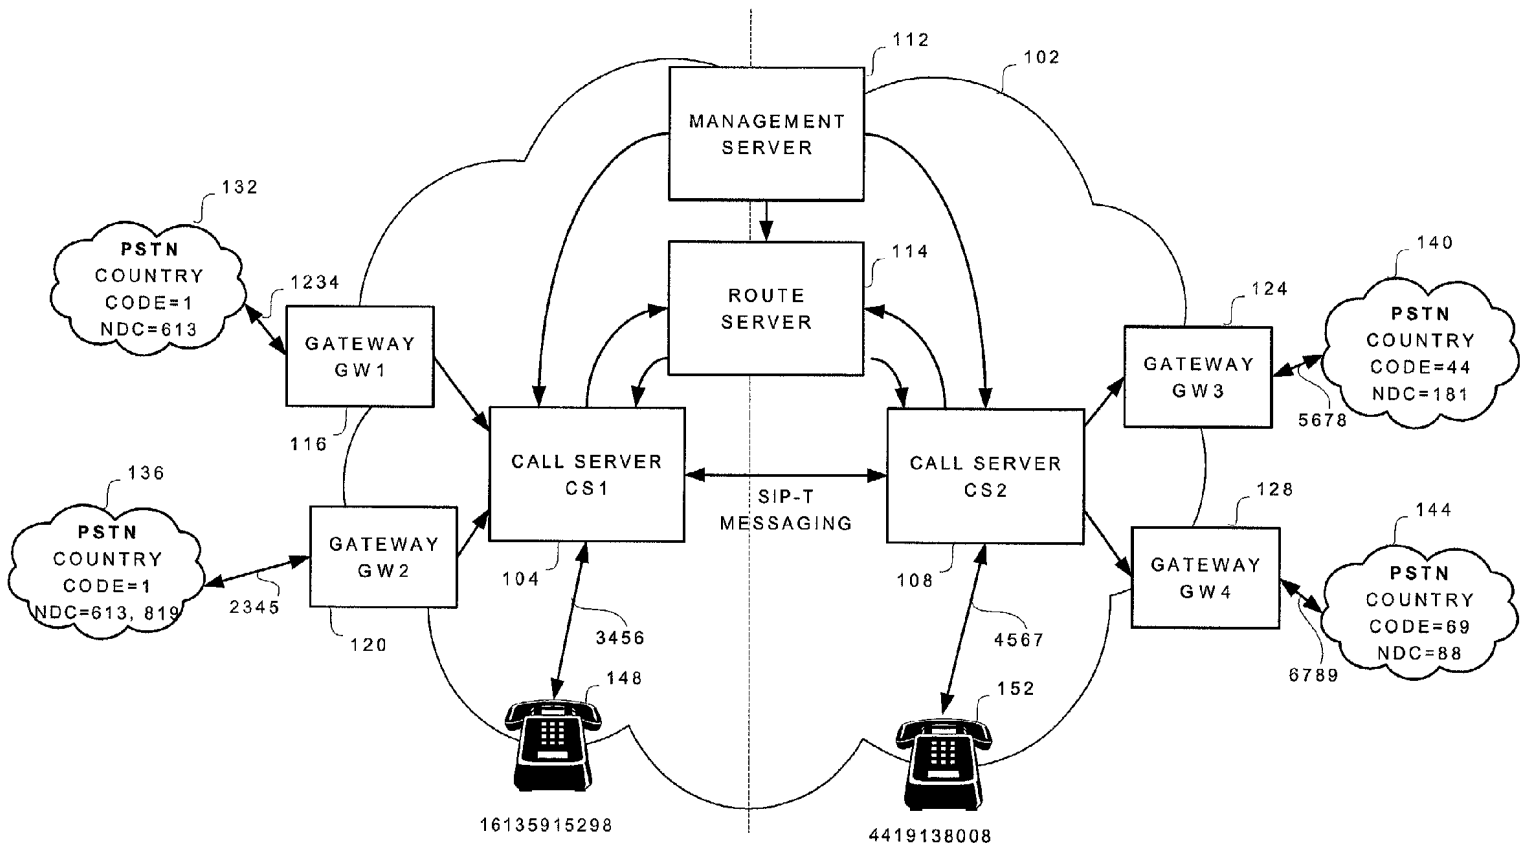 112
102
MANAGEMENT
SERVER
132
PSTN
COUNTRY
CODE=1
NDC=613
1234
GATEWAY
GW1
116
114
ROUTE
SERVER
124
GATEWAY
GW3
140
PSTN
COUNTRY
CODE=44
NDC=181
5678
136
PSTN
COUNTRY
CODE=1
NDC=613, 819
2345
GATEWAY
GW2
120
CALL SERVER
CS1
104
SIP-T
MESSAGING
CALL SERVER
CS2
108
128
GATEWAY
GW4
144
PSTN
COUNTRY
CODE=69
NDC=88
6789
3456
148
16135915298
4567
152
4419138008